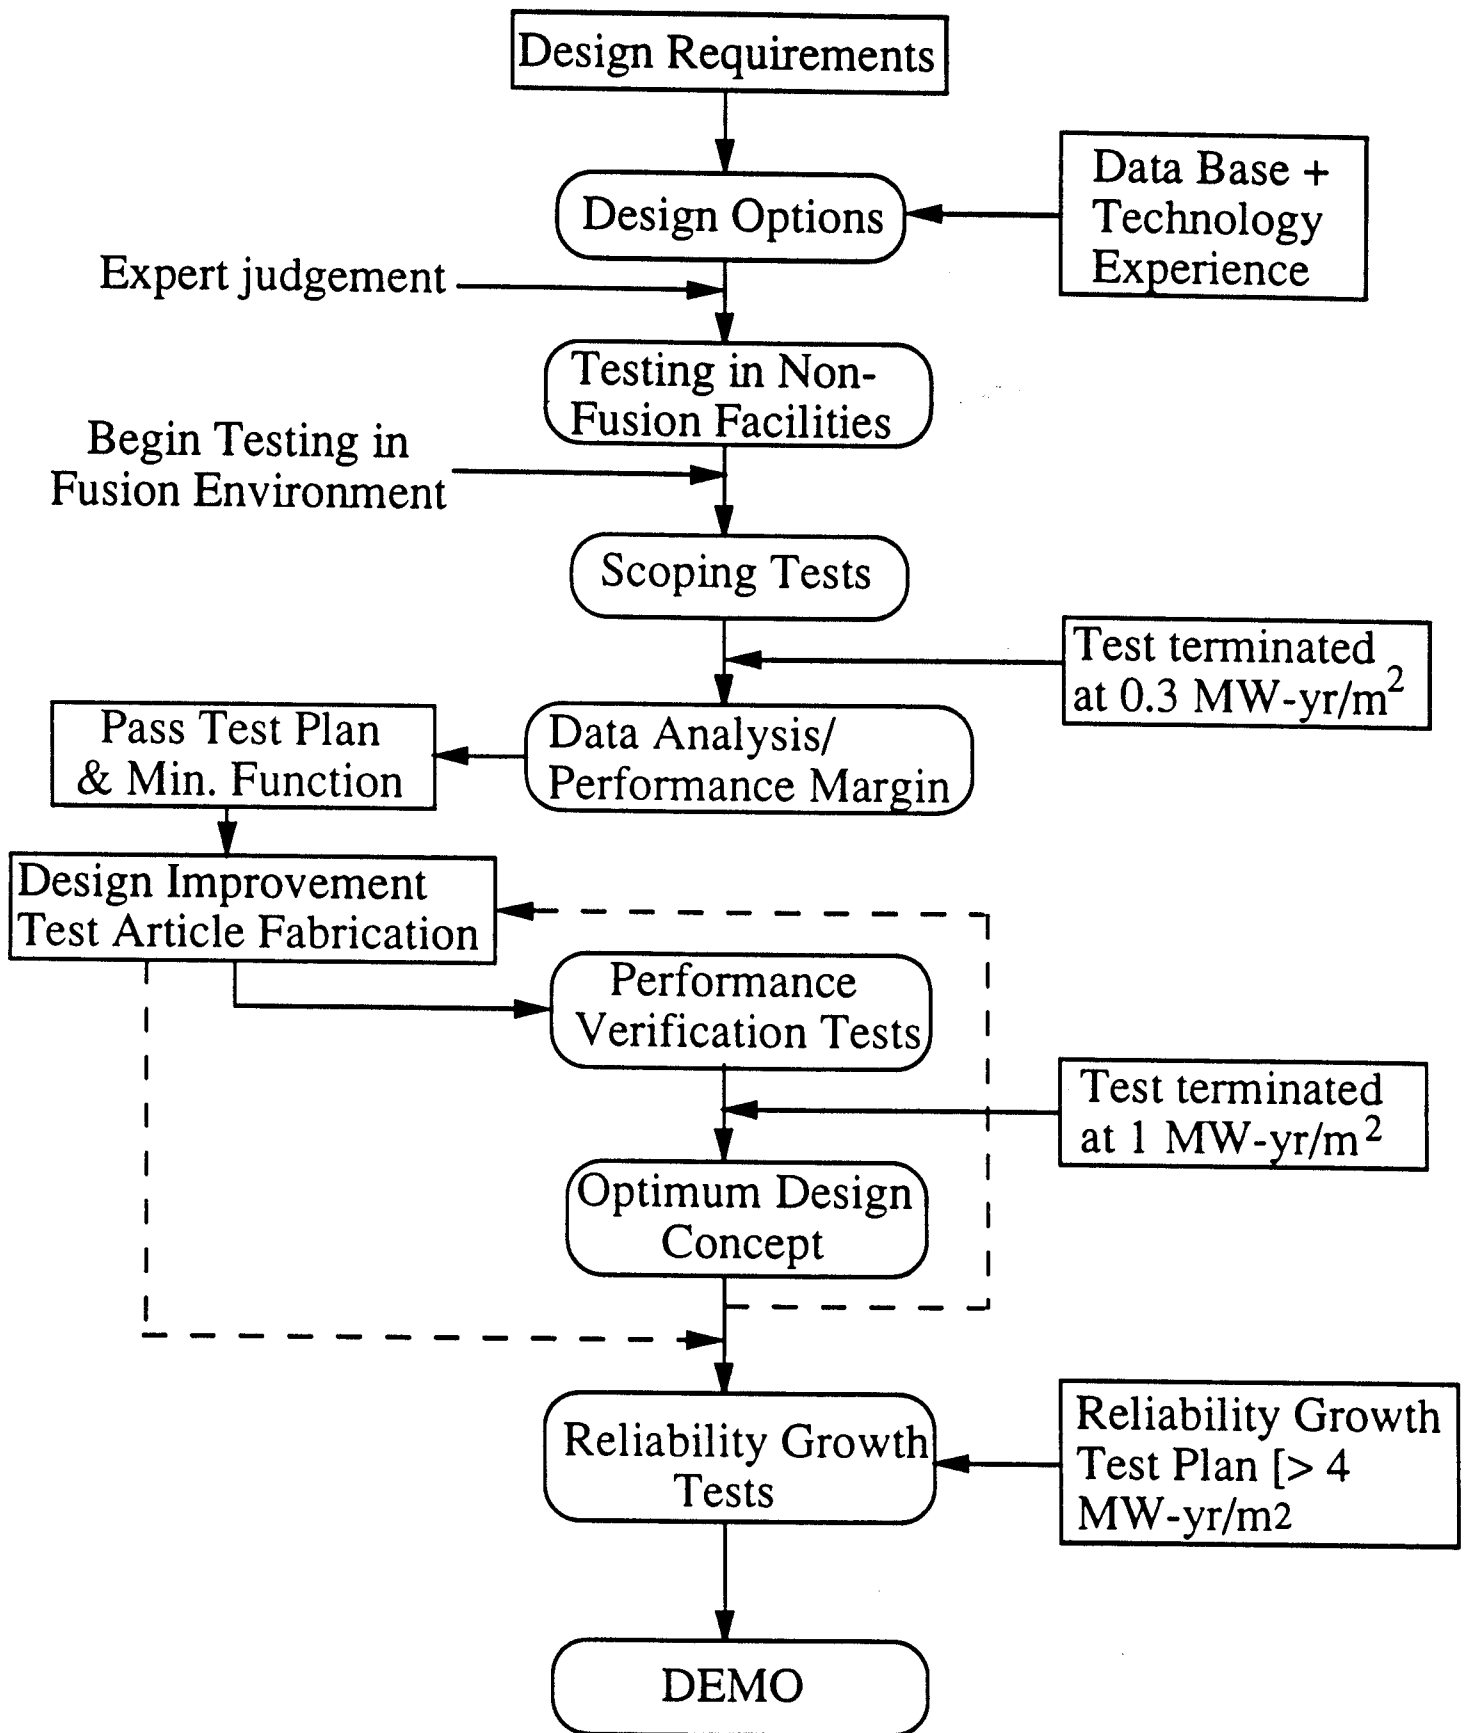 Design Requirements
Design Options
Data Base +
Technology
Experience
Expert judgement
Testing in Non-
Fusion Facilities
Begin Testing in
Fusion Environment
Scoping Tests
Test terminated
at 0.3 MW-yr/m²
Data Analysis/
Performance Margin
Pass Test Plan
& Min. Function
Design Improvement
Test Article Fabrication
Performance
Verification Tests
Test terminated
at 1 MW-yr/m²
Optimum Design
Concept
Reliability Growth
Tests
Reliability Growth
Test Plan [> 4
MW-yr/m2
DEMO